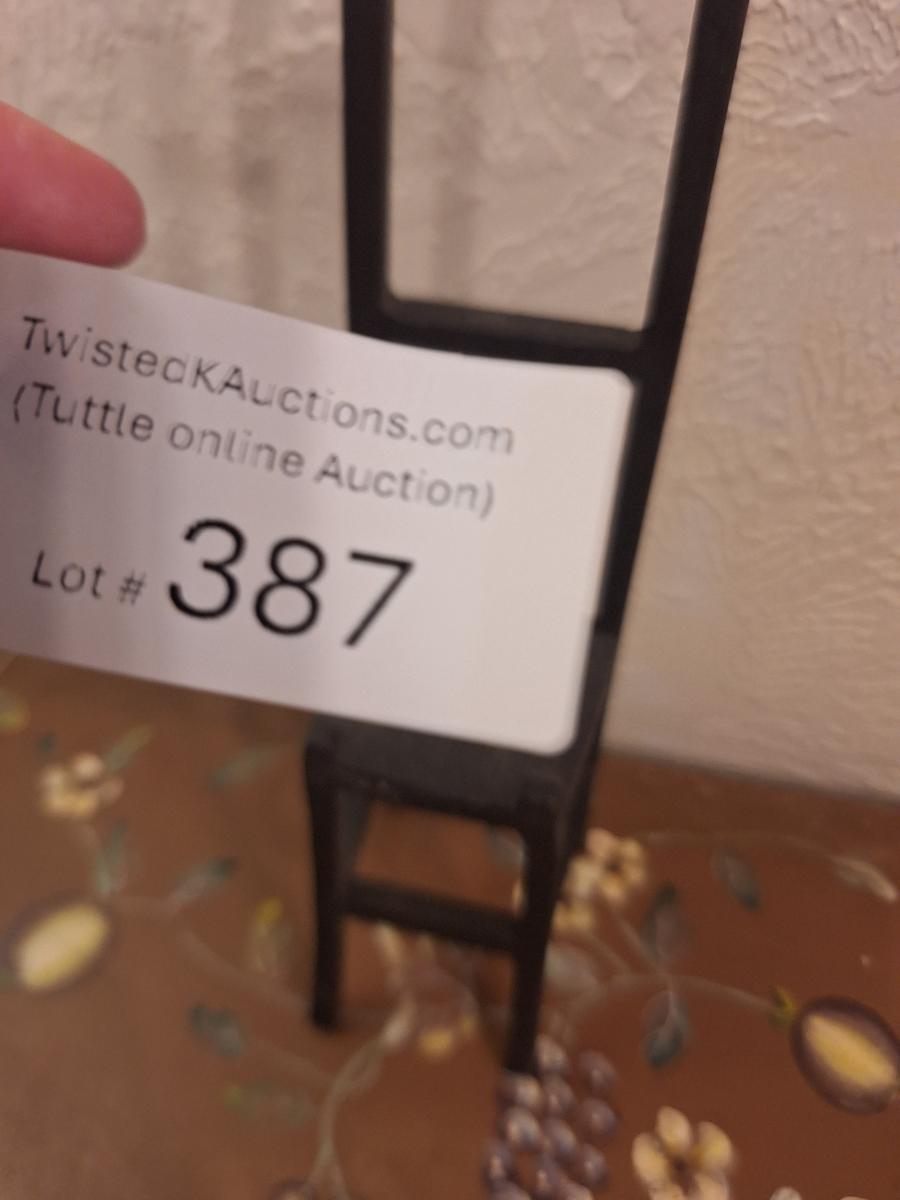 TwistedKAuctions.com
(Tuttle online Auction)
Lot # 387